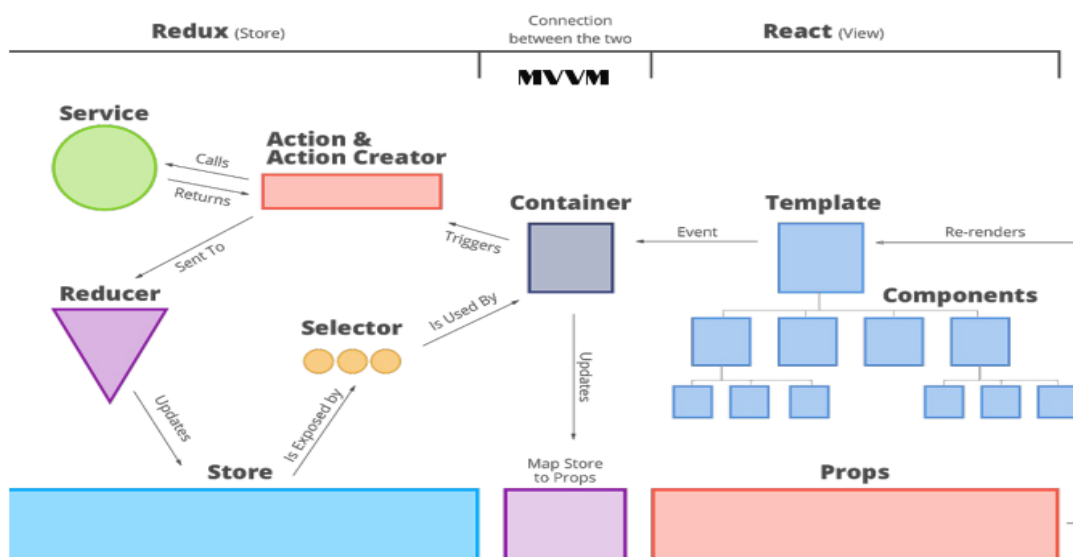 Redux (Store)
Connection
between the two
React (View)
MVVM
Service
Action &
Action Creator
Calls
Returns
Container
Template
Triggers
Event
Re-renders
Sent To
Reducer
Components
Selector
Is Used By
Updates
Updates
Is Exposed by
Store
Map Store
to Props
Props